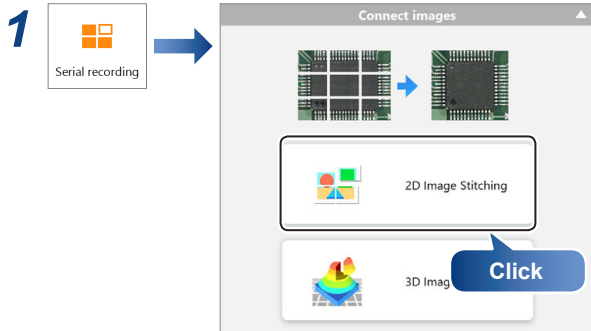 1
Serial recording
Connect images
2D Image Stitching
3D Imag
Click